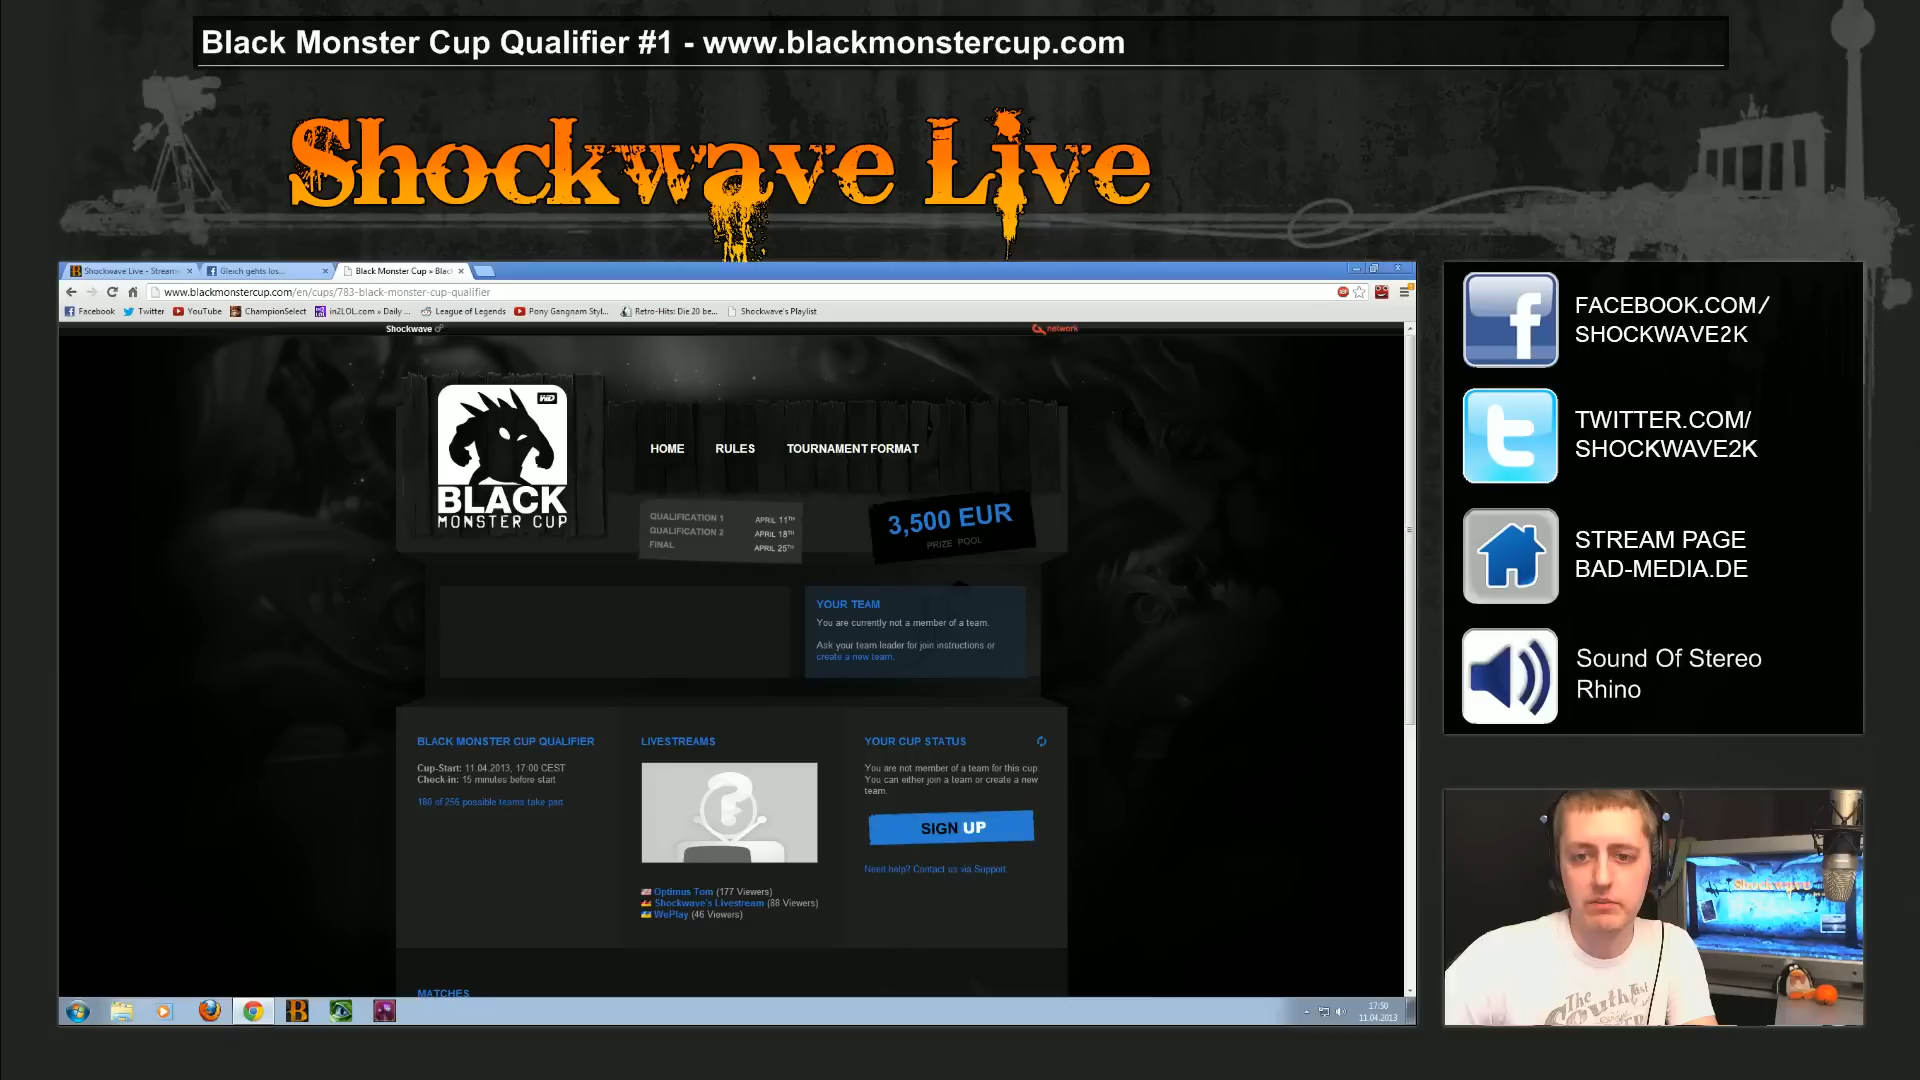 Black Monster Cup Qualifier #1 - www.blackmonstercup.com
Shockwave Live
Shockwave Live - Stream
Gleich gehts los...
Black Monster Cup » Blac
www.blackmonstercup.com/en/cups/783-black-monster-cup-qualifier
Facebook
Twitter
YouTube
ChampionSelect
in2LOL.com » Daily ...
League of Legends
Pony Gangnam Styl...
Retro-Hits: Die 20 be...
Shockwave's Playlist
Shockwave
network
WD
BLACK
MONSTER CUP
HOME
RULES
TOURNAMENT FORMAT
QUALIFICATION 1 APRIL 11TH
QUALIFICATION 2 APRIL 18TH
FINAL APRIL 25TH
3,500 EUR
PRIZE POOL
YOUR TEAM
You are currently not a member of a team.
Ask your team leader for join instructions or
create a new team.
BLACK MONSTER CUP QUALIFIER
Cup-Start: 11.04.2013, 17:00 CEST
Check-in: 15 minutes before start
180 of 256 possible teams take part
LIVESTREAMS
Optimus Tom (177 Viewers)
Shockwave's Livestream (88 Viewers)
WePlay (46 Viewers)
YOUR CUP STATUS
You are not member of a team for this cup.
You can either join a team or create a new
team.
SIGN UP
Need help? Contact us via Support.
MATCHES
17:50
11.04.2013
FACEBOOK.COM/
SHOCKWAVE2K
TWITTER.COM/
SHOCKWAVE2K
STREAM PAGE
BAD-MEDIA.DE
Sound Of Stereo
Rhino
Shockwave
The